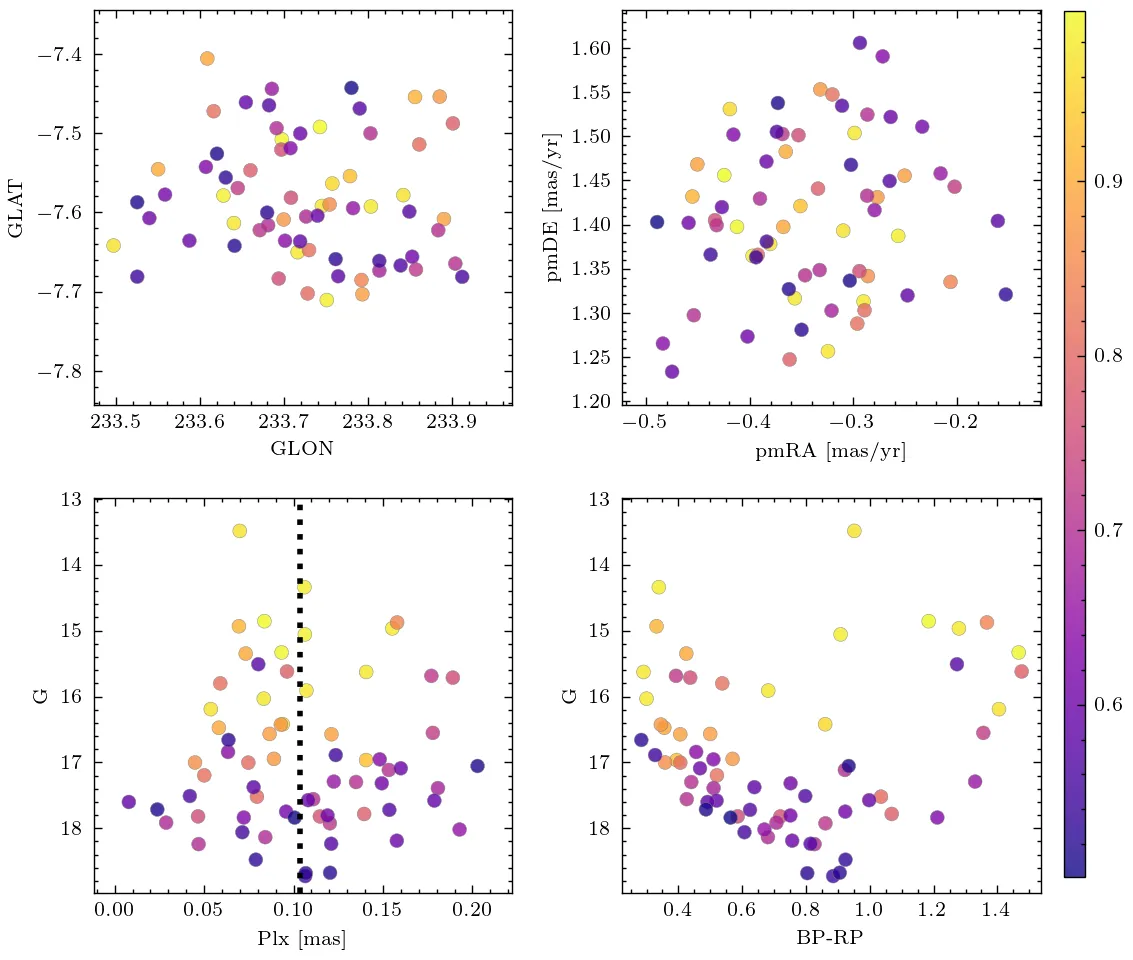 −7.4
−7.5
−7.6
−7.7
−7.8
GLAT
233.5 233.6 233.7 233.8 233.9
GLON
1.60
1.55
1.50
1.45
1.40
1.35
1.30
1.25
1.20
pmDE [mas/yr]
−0.5 −0.4 −0.3 −0.2
pmRA [mas/yr]
0.9
0.8
0.7
0.6
13
14
15
16
17
18
G
0.00 0.05 0.10 0.15 0.20
Plx [mas]
13
14
15
16
17
18
G
0.4 0.6 0.8 1.0 1.2 1.4
BP-RP